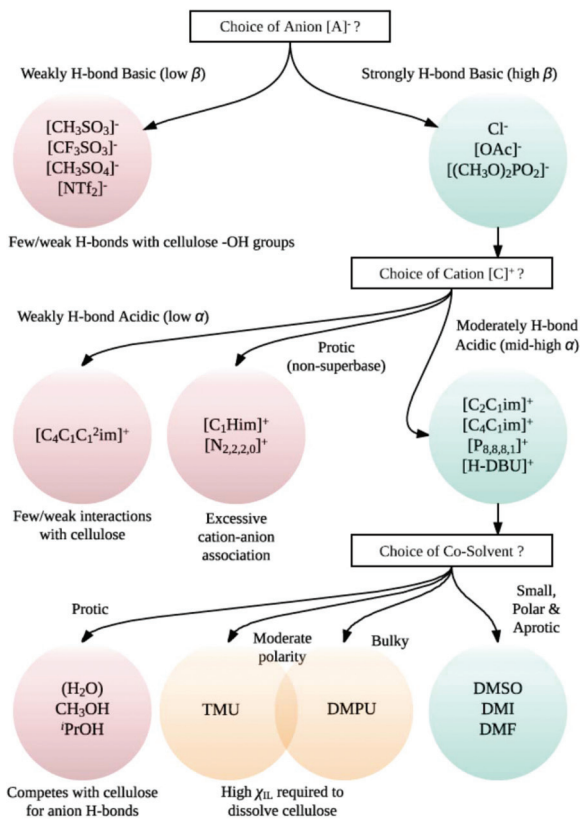 Choice of Anion [A]⁻ ?
Weakly H-bond Basic (low β)
Strongly H-bond Basic (high β)
[CH₃SO₃]⁻
[CF₃SO₃]⁻
[CH₃SO₄]⁻
[NTf₂]⁻
Cl⁻
[OAc]⁻
[(CH₃O)₂PO₂]⁻
Few/weak H-bonds with cellulose -OH groups
Choice of Cation [C]⁺ ?
Weakly H-bond Acidic (low α)
Protic
(non-superbase)
Moderately H-bond
Acidic (mid-high α)
[C₄C₁C₁²im]⁺
[C₁Him]⁺
[N₂,₂,₂,₀]⁺
[C₂C₁im]⁺
[C₄C₁im]⁺
[P₈,₈,₈,₁]⁺
[H-DBU]⁺
Few/weak interactions
with cellulose
Excessive
cation-anion
association
Choice of Co-Solvent ?
Protic
Moderate
polarity
Bulky
Small,
Polar &
Aprotic
(H₂O)
CH₃OH
ⁱPrOH
TMU
DMPU
DMSO
DMI
DMF
Competes with cellulose
for anion H-bonds
High χIL required to
dissolve cellulose